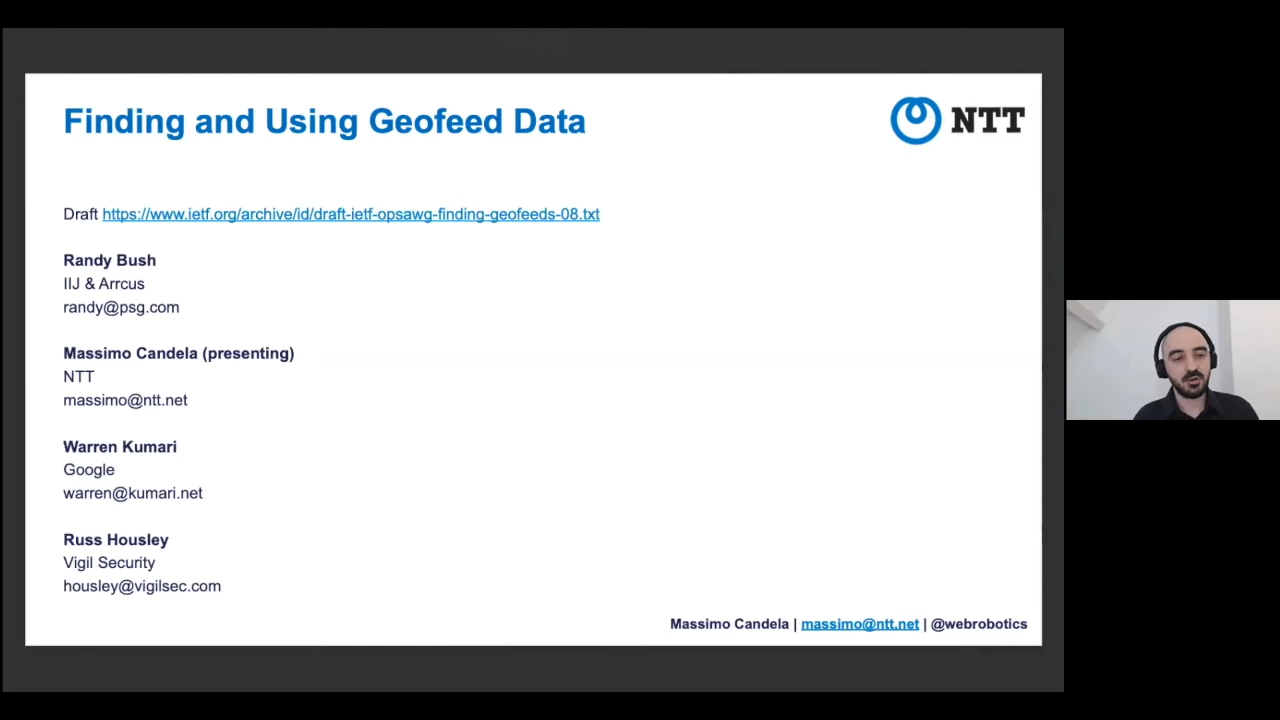 Finding and Using Geofeed Data
NTT
Draft https://www.ietf.org/archive/id/draft-ietf-opsawg-finding-geofeeds-08.txt
Randy Bush
IIJ & Arrcus
randy@psg.com
Massimo Candela (presenting)
NTT
massimo@ntt.net
Warren Kumari
Google
warren@kumari.net
Russ Housley
Vigil Security
housley@vigilsec.com
Massimo Candela | massimo@ntt.net | @webrobotics